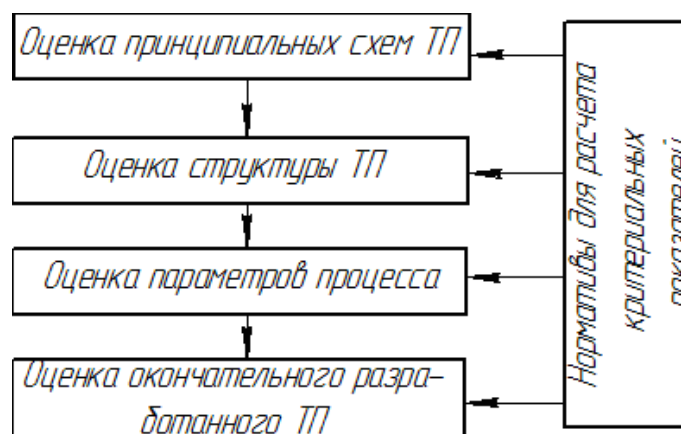 Оценка принципиальных схем ТП
Оценка структуры ТП
Оценка параметров процесса
Оценка окончательного разра-
ботанного ТП
Нормативы для расчета
критериальных
показателей